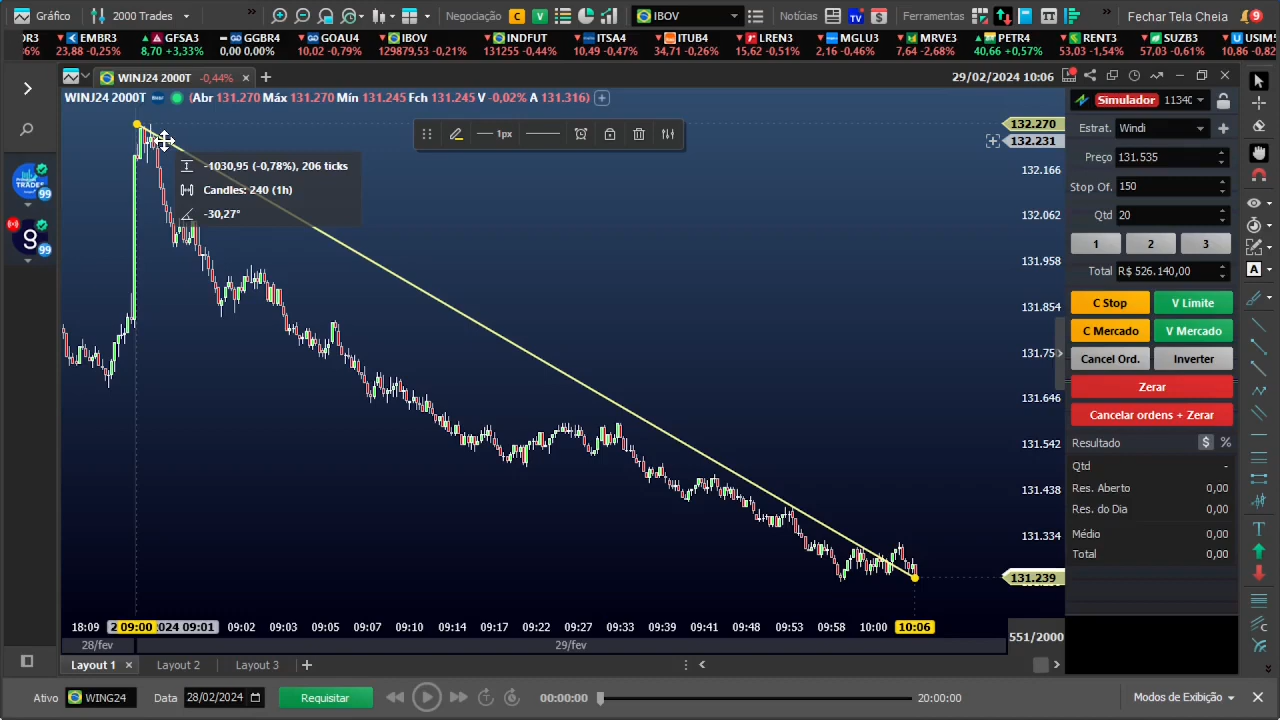 Gráfico 2000 Trades » Negociação C V IBOV Notícias TV $ Ferramentas TT » Fechar Tela Cheia 9
OR3 EMBR3 GFSA3 GGBR4 GOAU4 IBOV INDFUT ITSA4 ITUB4 LREN3 MGLU3 MRVE3 PETR4 RENT3 SUZB3 USIM5
36% 23,88 -0,25% 8,70 +3,33% 0,00 0,00% 10,02 -0,79% 129879,53 -0,21% 131255 -0,44% 10,49 -0,47% 34,71 -0,26% 15,62 -0,51% 2,16 -0,46% 7,64 -2,68% 40,66 +0,57% 53,03 -1,54% 57,03 -0,61% 10,86 -0,82
WINJ24 2000T -0,44% × + 29/02/2024 10:06
WINJ24 2000T (Abr 131.270 Máx 131.270 Mín 131.245 Fch 131.245 V -0,02% A 131.316)
1px
-1030,95 (-0,78%), 206 ticks
Candles: 240 (1h)
-30,27°
132.270
132.231
132.166
132.062
131.958
131.854
131.75
131.646
131.542
131.438
131.334
131.239
18:09 2 09:00 2024 09:01 09:02 09:03 09:05 09:07 09:10 09:14 09:17 09:22 09:27 09:29 09:33 09:39 09:41 09:48 09:53 09:58 10:00 10:06
28/fev 29/fev 551/2000
Layout 1 × Layout 2 Layout 3 +
99
99
Simulador 11340
Estrat. Windi
Preço 131.535
Stop Of. 150
Qtd 20
1 2 3
Total R$ 526.140,00
C Stop V Limite
C Mercado V Mercado
Cancel Ord. Inverter
Zerar
Cancelar ordens + Zerar
Resultado $ %
Qtd -
Res. Aberto 0,00
Res. do Dia 0,00
Médio 0,00
Total 0,00
A
T
C
Ativo WING24 Data 28/02/2024 Requisitar 00:00:00 20:00:00 Modos de Exibição